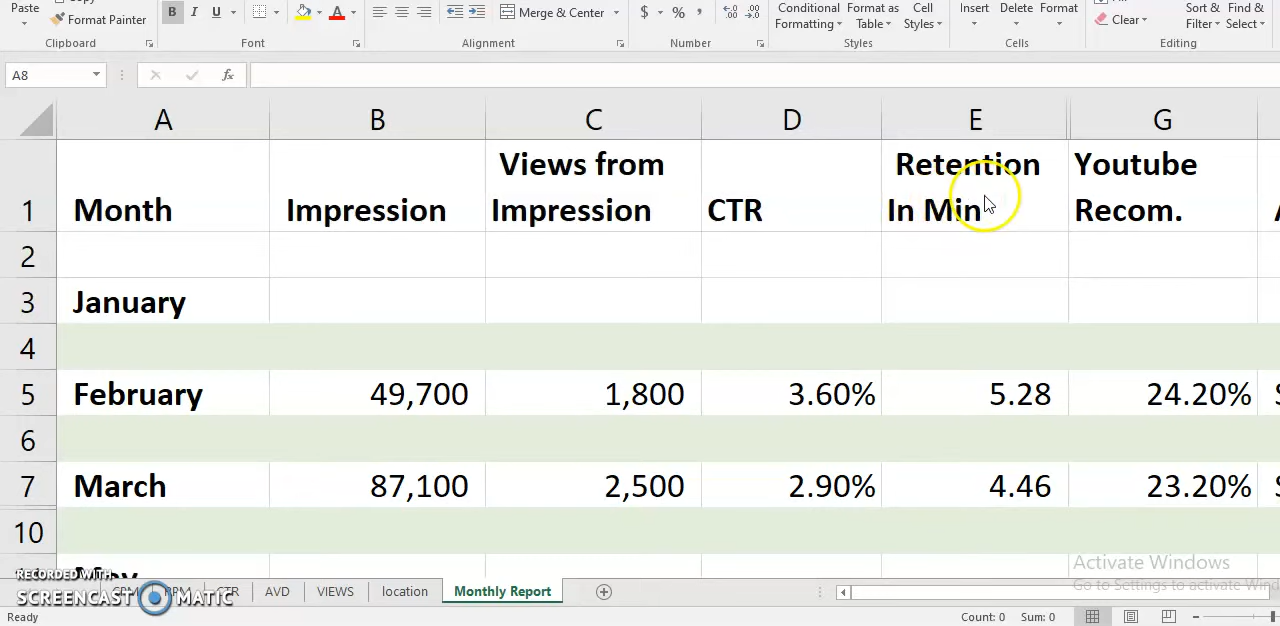 Paste
Format Painter
Clipboard
B I U
Font
Merge & Center
Alignment
$ % ,
Number
Conditional
Formatting
Format as
Table
Cell
Styles
Styles
Insert
Delete
Format
Cells
Clear
Sort &
Filter
Find &
Select
Editing
A8
fx
A B C D E G
1 Month Impression Views from
Impression CTR Retention
In Min Youtube
Recom.
2
3 January
4
5 February 49,700 1,800 3.60% 5.28 24.20%
6
7 March 87,100 2,500 2.90% 4.46 23.20%
10
May
Activate Windows
Go to Settings to activate
RECORDED WITH
SCREENCAST MATIC
AVD VIEWS Monthly Report
Ready
Count: 0 Sum: 0